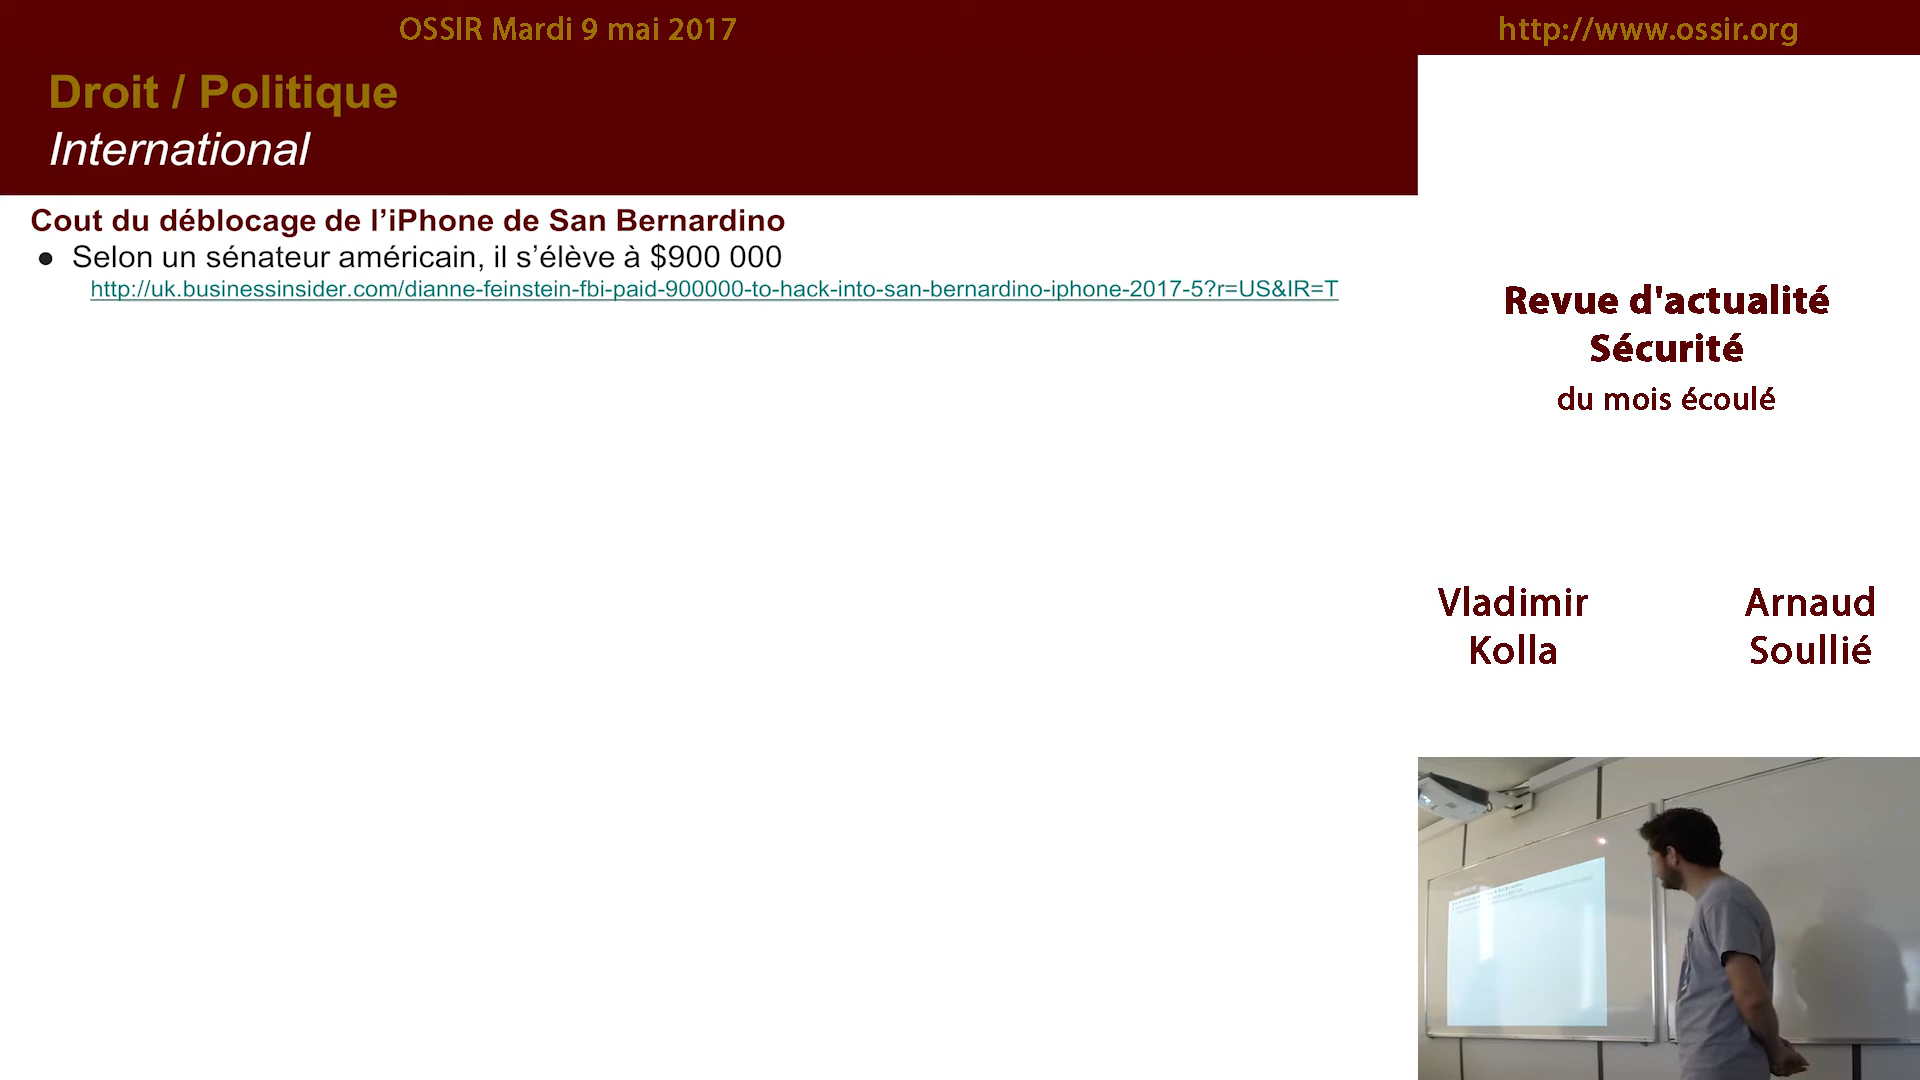 OSSIR Mardi 9 mai 2017
http://www.ossir.org
Droit / Politique
International
Cout du déblocage de l’iPhone de San Bernardino
● Selon un sénateur américain, il s’élève à $900 000
http://uk.businessinsider.com/dianne-feinstein-fbi-paid-900000-to-hack-into-san-bernardino-iphone-2017-5?r=US&IR=T
Revue d'actualité
Sécurité
du mois écoulé
Vladimir
Kolla
Arnaud
Soullié